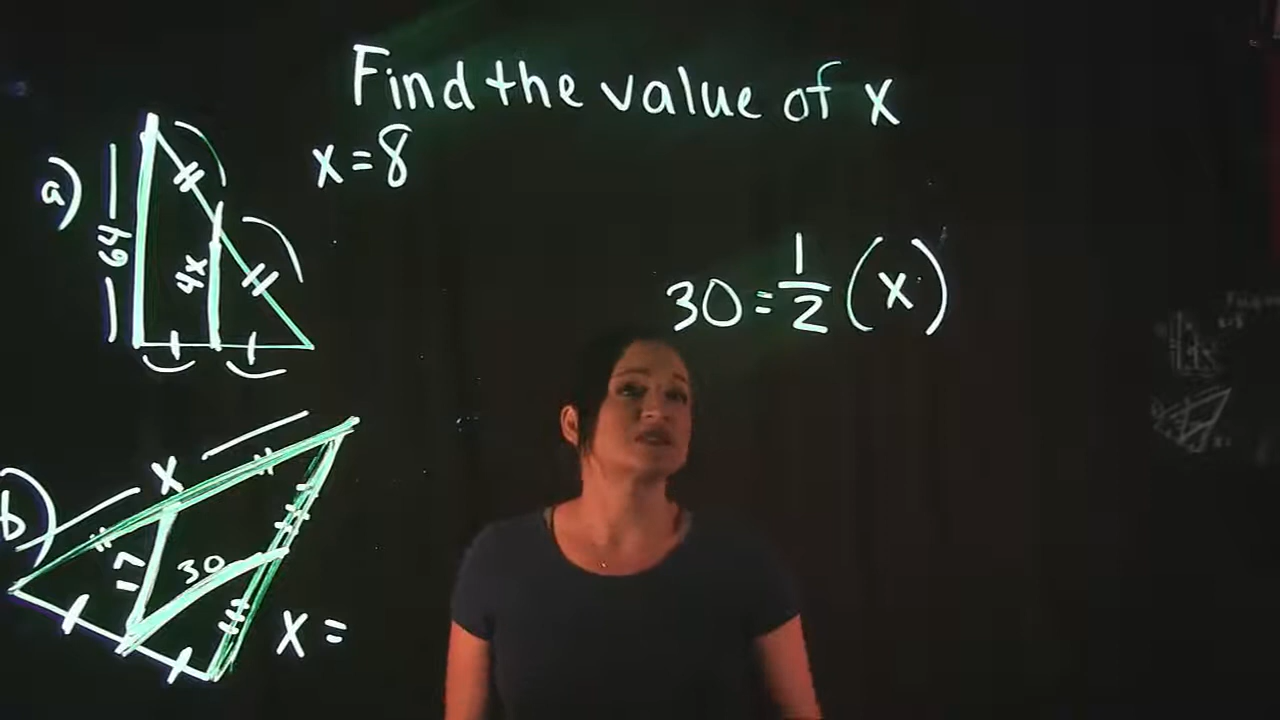 Find the value of x
a)
x=8
64
4x
30=1/2(x)
b)
x
17
30
x=